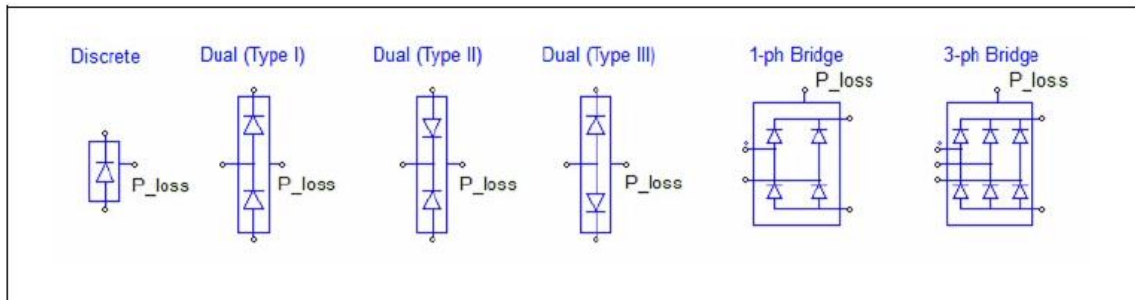 Discrete
Dual (Type I)
Dual (Type II)
Dual (Type III)
1-ph Bridge
3-ph Bridge
P_loss
P_loss
P_loss
P_loss
P_loss
P_loss